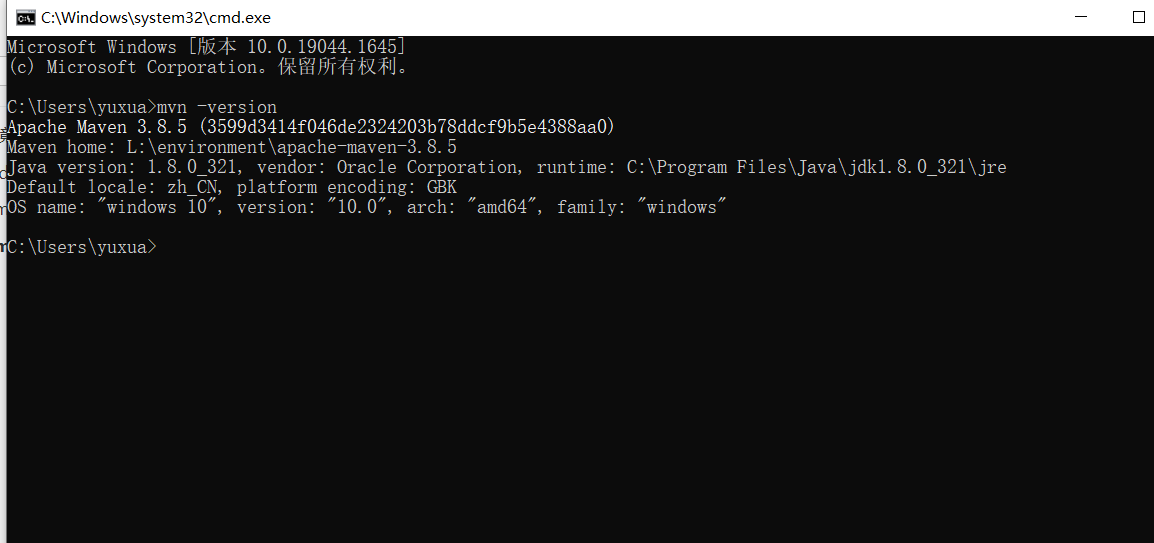 C:\Windows\system32\cmd.exe
Microsoft Windows [版本 10.0.19044.1645]
(c) Microsoft Corporation。保留所有权利。
C:\Users\yuxua>mvn -version
Apache Maven 3.8.5 (3599d3414f046de2324203b78ddcf9b5e4388aa0)
Maven home: L:\environment\apache-maven-3.8.5
Java version: 1.8.0_321, vendor: Oracle Corporation, runtime: C:\Program Files\Java\jdk1.8.0_321\jre
Default locale: zh_CN, platform encoding: GBK
OS name: "windows 10", version: "10.0", arch: "amd64", family: "windows"
C:\Users\yuxua>